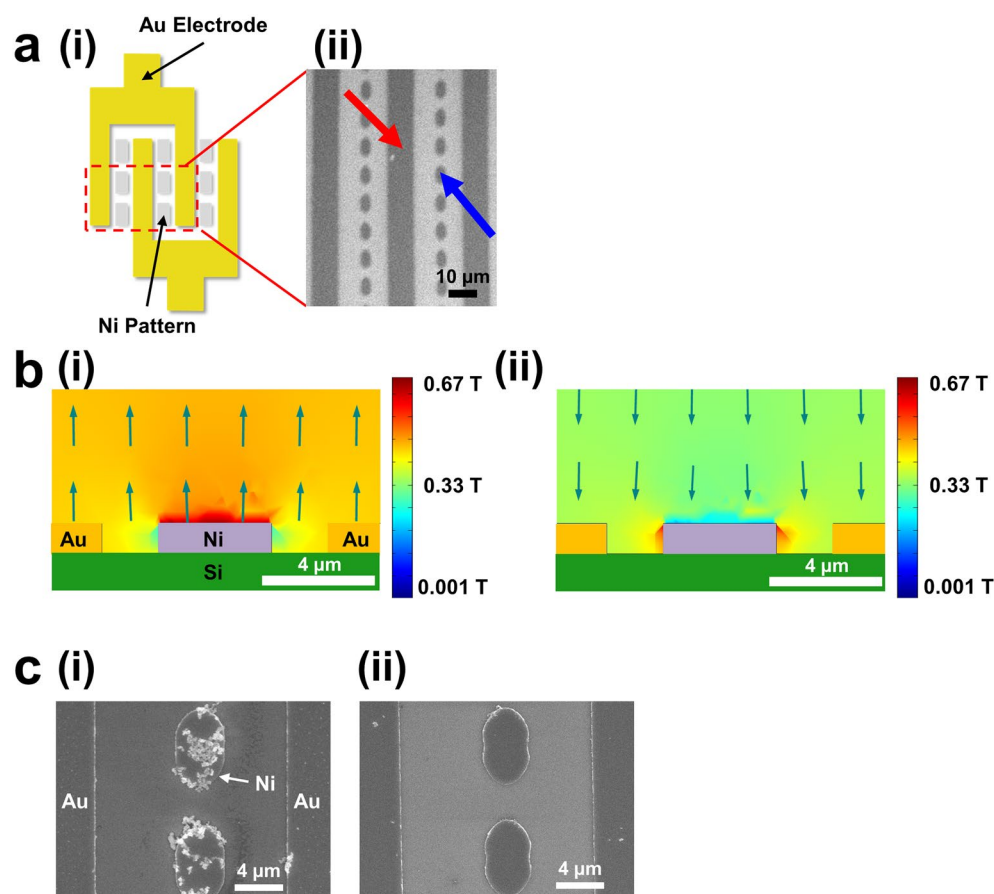 a (i)
Au Electrode
(ii)
10 µm
Ni Pattern
b (i)
0.67 T
0.33 T
0.001 T
Au
Ni
Au
Si
4 µm
(ii)
0.67 T
0.33 T
0.001 T
4 µm
c (i)
Au
Ni
Au
4 µm
(ii)
4 µm